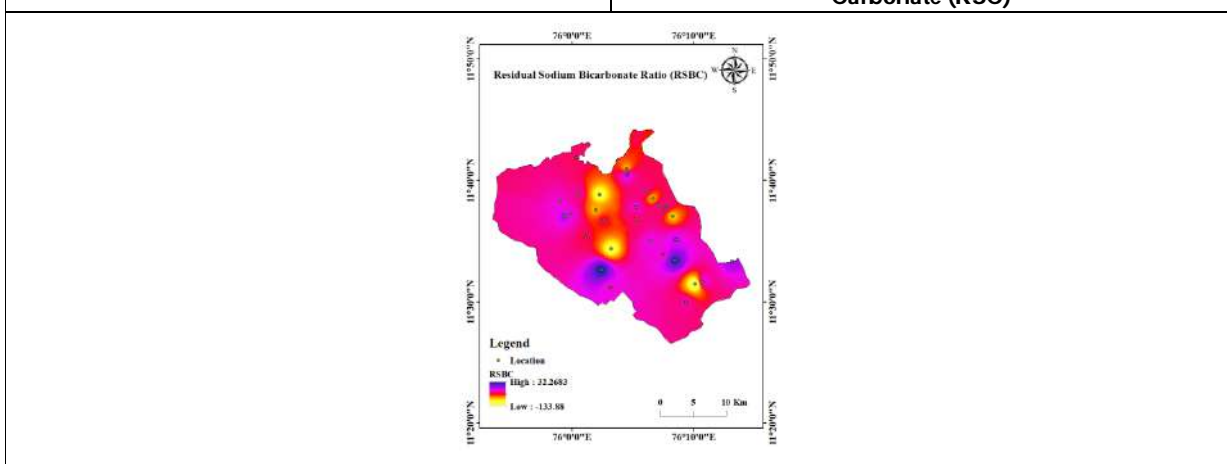 Carbonate (RSC)
76°0'0"E 76°10'0"E
N
Residual Sodium Bicarbonate Ratio (RSBC) W E
S
11°50'0"N 11°50'0"N
11°40'0"N 11°40'0"N
11°30'0"N 11°30'0"N
Legend
Location
RSBC
High : 32.2683
Low : -133.88
0 5 10 Km
11°20'0"N 11°20'0"N
76°0'0"E 76°10'0"E